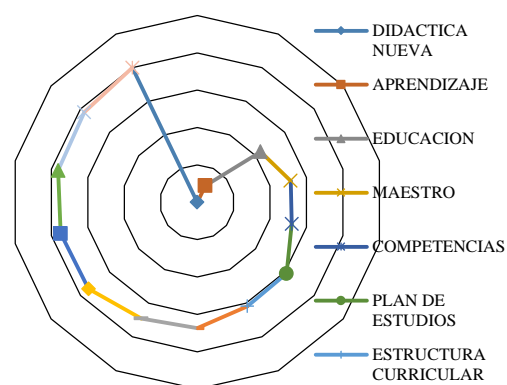 DIDACTICA
NUEVA
APRENDIZAJE
EDUCACION
MAESTRO
COMPETENCIAS
PLAN DE
ESTUDIOS
ESTRUCTURA
CURRICULAR